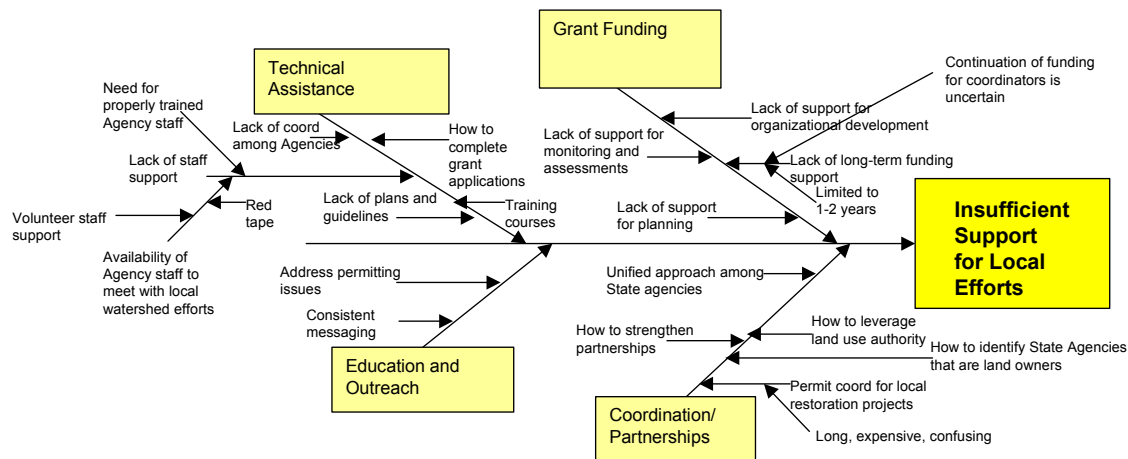 Grant Funding
Technical
Assistance
Continuation of funding
for coordinators is
uncertain
Need for
properly trained
Agency staff
Lack of coord
among Agencies
How to
complete
grant
applications
Lack of support for
organizational development
Lack of support for
monitoring and
assessments
Lack of long-term funding
support
Limited to
1-2 years
Lack of staff
support
Red
tape
Volunteer staff
support
Availability of
Agency staff to
meet with local
watershed efforts
Lack of plans and
guidelines
Training
courses
Lack of support
for planning
Insufficient
Support
for Local
Efforts
Address permitting
issues
Consistent
messaging
Education and
Outreach
Unified approach among
State agencies
How to strengthen
partnerships
How to leverage
land use authority
How to identify State Agencies
that are land owners
Permit coord for local
restoration projects
Long, expensive, confusing
Coordination/
Partnerships